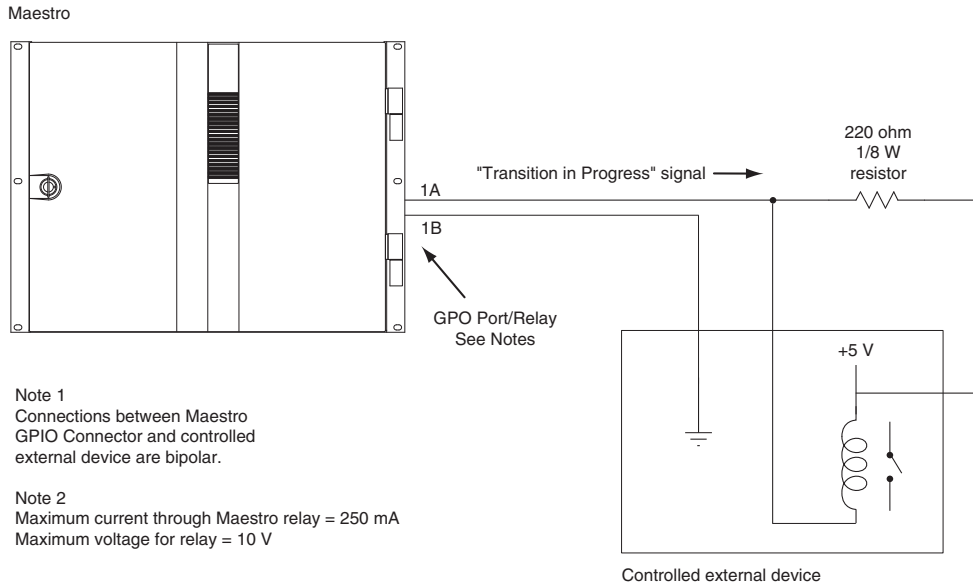 Maestro
220 ohm
1/8 W
resistor
"Transition in Progress" signal
1A
1B
GPO Port/Relay
See Notes
+5 V
Note 1
Connections between Maestro
GPIO Connector and controlled
external device are bipolar.
Note 2
Maximum current through Maestro relay = 250 mA
Maximum voltage for relay = 10 V
Controlled external device